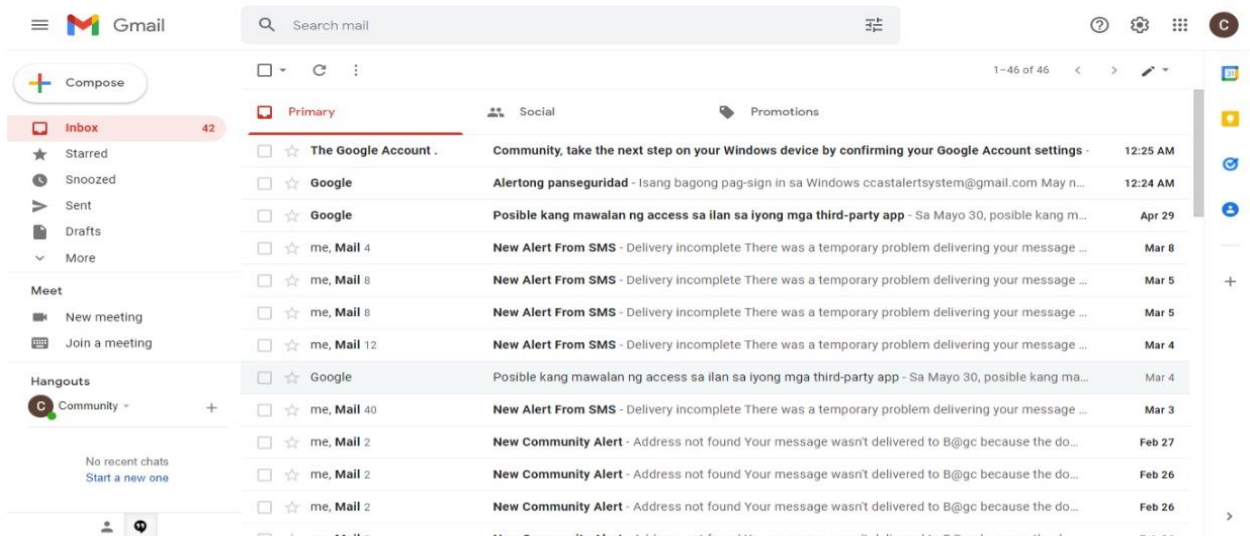 Gmail
Search mail
C
Compose
1–46 of 46
31
Primary
Social
Promotions
Inbox 42
Starred
Snoozed
Sent
Drafts
More
The Google Account . Community, take the next step on your Windows device by confirming your Google Account settings - 12:25 AM
Google Alertong panseguridad - Isang bagong pag-sign in sa Windows ccastalertsystem@gmail.com May n... 12:24 AM
Google Posible kang mawalan ng access sa ilan sa iyong mga third-party app - Sa Mayo 30, posible kang m... Apr 29
me, Mail 4 New Alert From SMS - Delivery incomplete There was a temporary problem delivering your message ... Mar 8
me, Mail 8 New Alert From SMS - Delivery incomplete There was a temporary problem delivering your message ... Mar 5
me, Mail 8 New Alert From SMS - Delivery incomplete There was a temporary problem delivering your message ... Mar 5
me, Mail 12 New Alert From SMS - Delivery incomplete There was a temporary problem delivering your message ... Mar 4
Google Posible kang mawalan ng access sa ilan sa iyong mga third-party app - Sa Mayo 30, posible kang ma... Mar 4
me, Mail 40 New Alert From SMS - Delivery incomplete There was a temporary problem delivering your message ... Mar 3
me, Mail 2 New Community Alert - Address not found Your message wasn't delivered to B@gc because the do... Feb 27
me, Mail 2 New Community Alert - Address not found Your message wasn't delivered to B@gc because the do... Feb 26
me, Mail 2 New Community Alert - Address not found Your message wasn't delivered to B@gc because the do... Feb 26
Meet
New meeting
Join a meeting
Hangouts
C Community
No recent chats
Start a new one